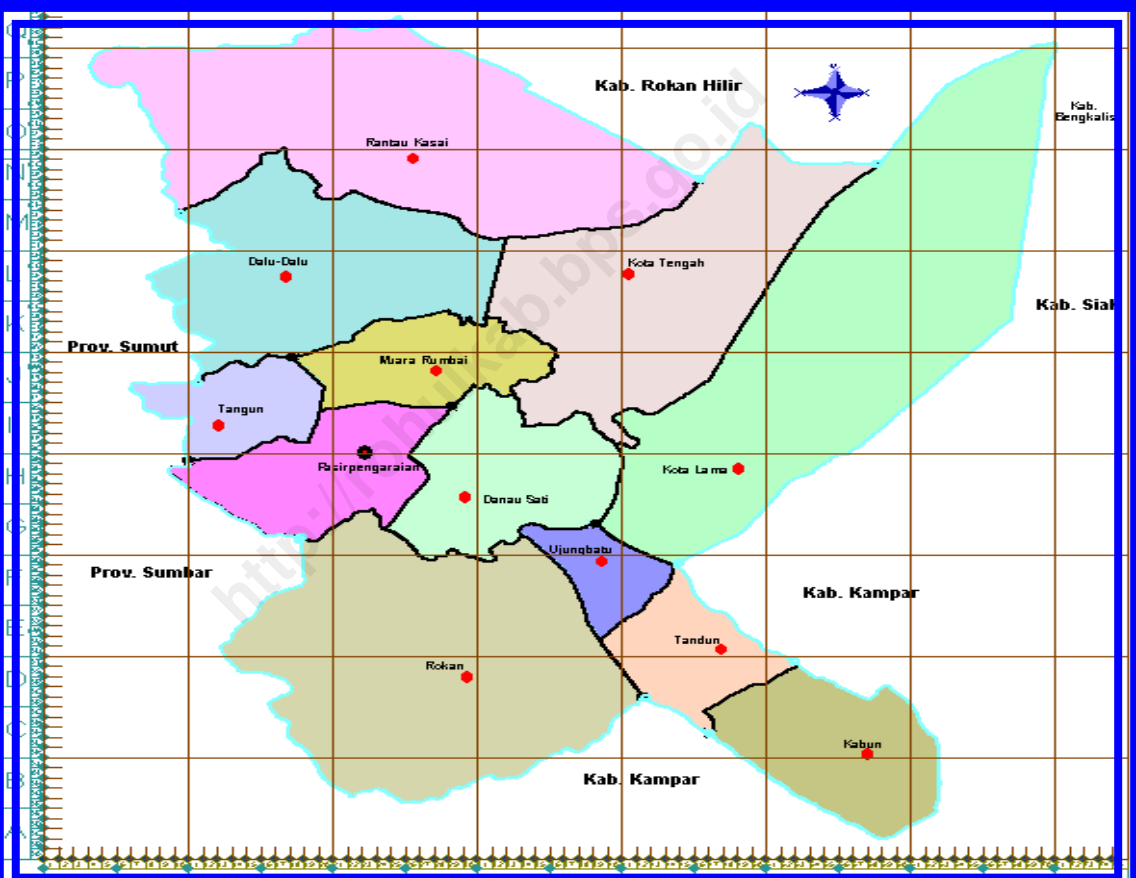 Q
P
Kab. Rokan Hilir
Kab.
Bengkalis
O
Rantau Kasai
N
M
Dalu-Dalu
Kota Tengah
L
K
Kab. Siak
Prov. Sumut
Muara Rumbai
J
Tangun
I
Pasirpengaraian
Kota Lama
H
Danau Sati
G
Ujungbatu
Prov. Sumbar
F
Kab. Kampar
E
Tandun
Rokan
D
C
Kabun
Kab. Kampar
B
A
http://rohulkab.bps.go.id